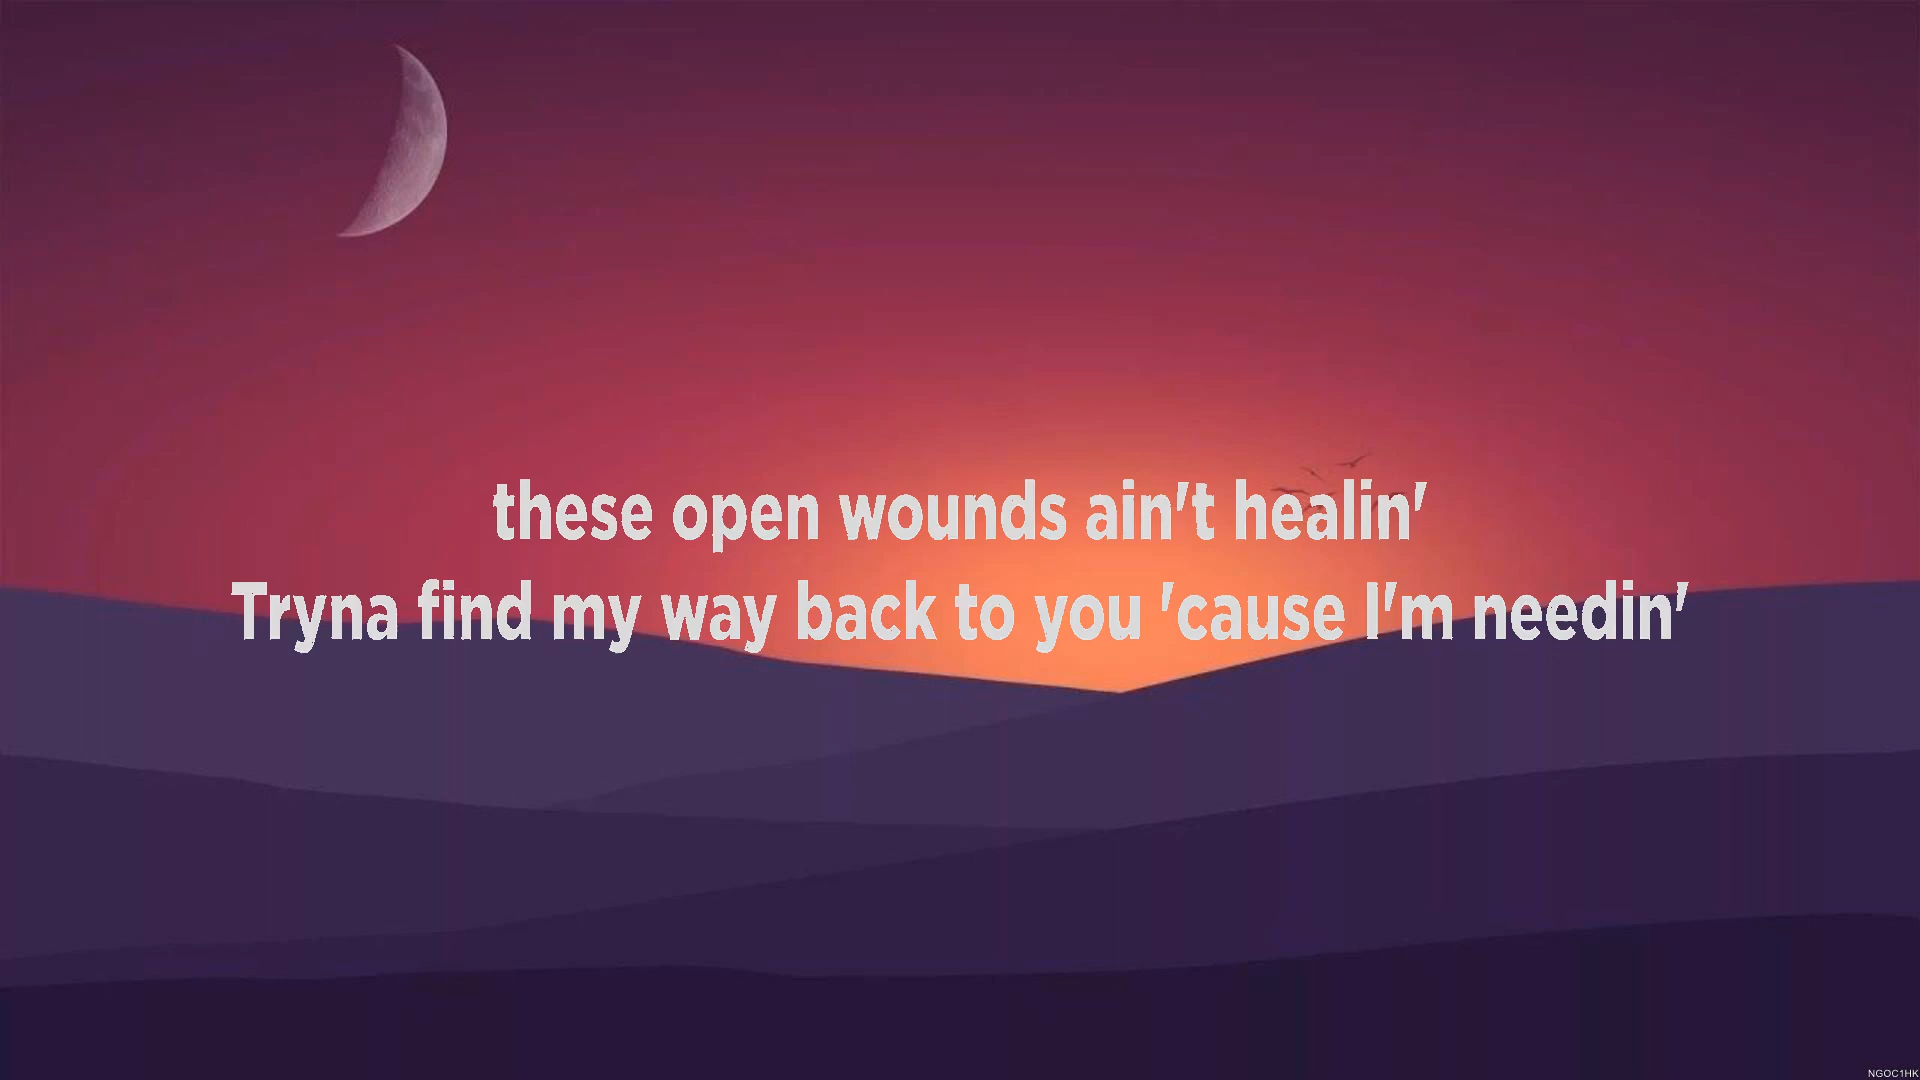 these open wounds ain't healin'
Tryna find my way back to you 'cause I'm needin'
NGOC1HK